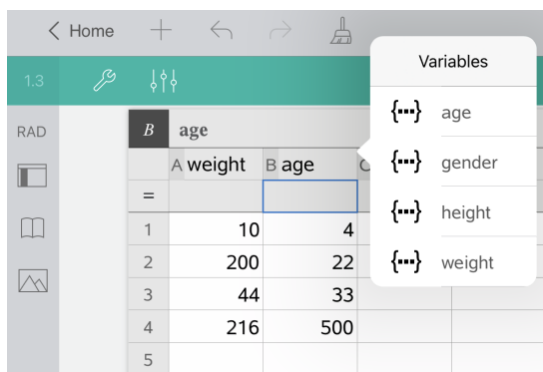 Home
1.3
Variables
RAD
B age
A weight B age C
=
1 10 4
2 200 22
3 44 33
4 216 500
5
{···} age
{···} gender
{···} height
{···} weight